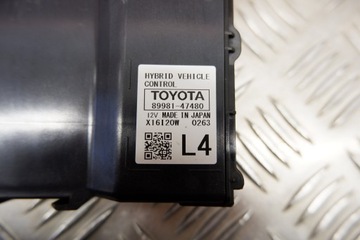 HYBRID VEHICLE
CONTROL
TOYOTA
89981-47480
12V MADE IN JAPAN
X16120W 0263
L4